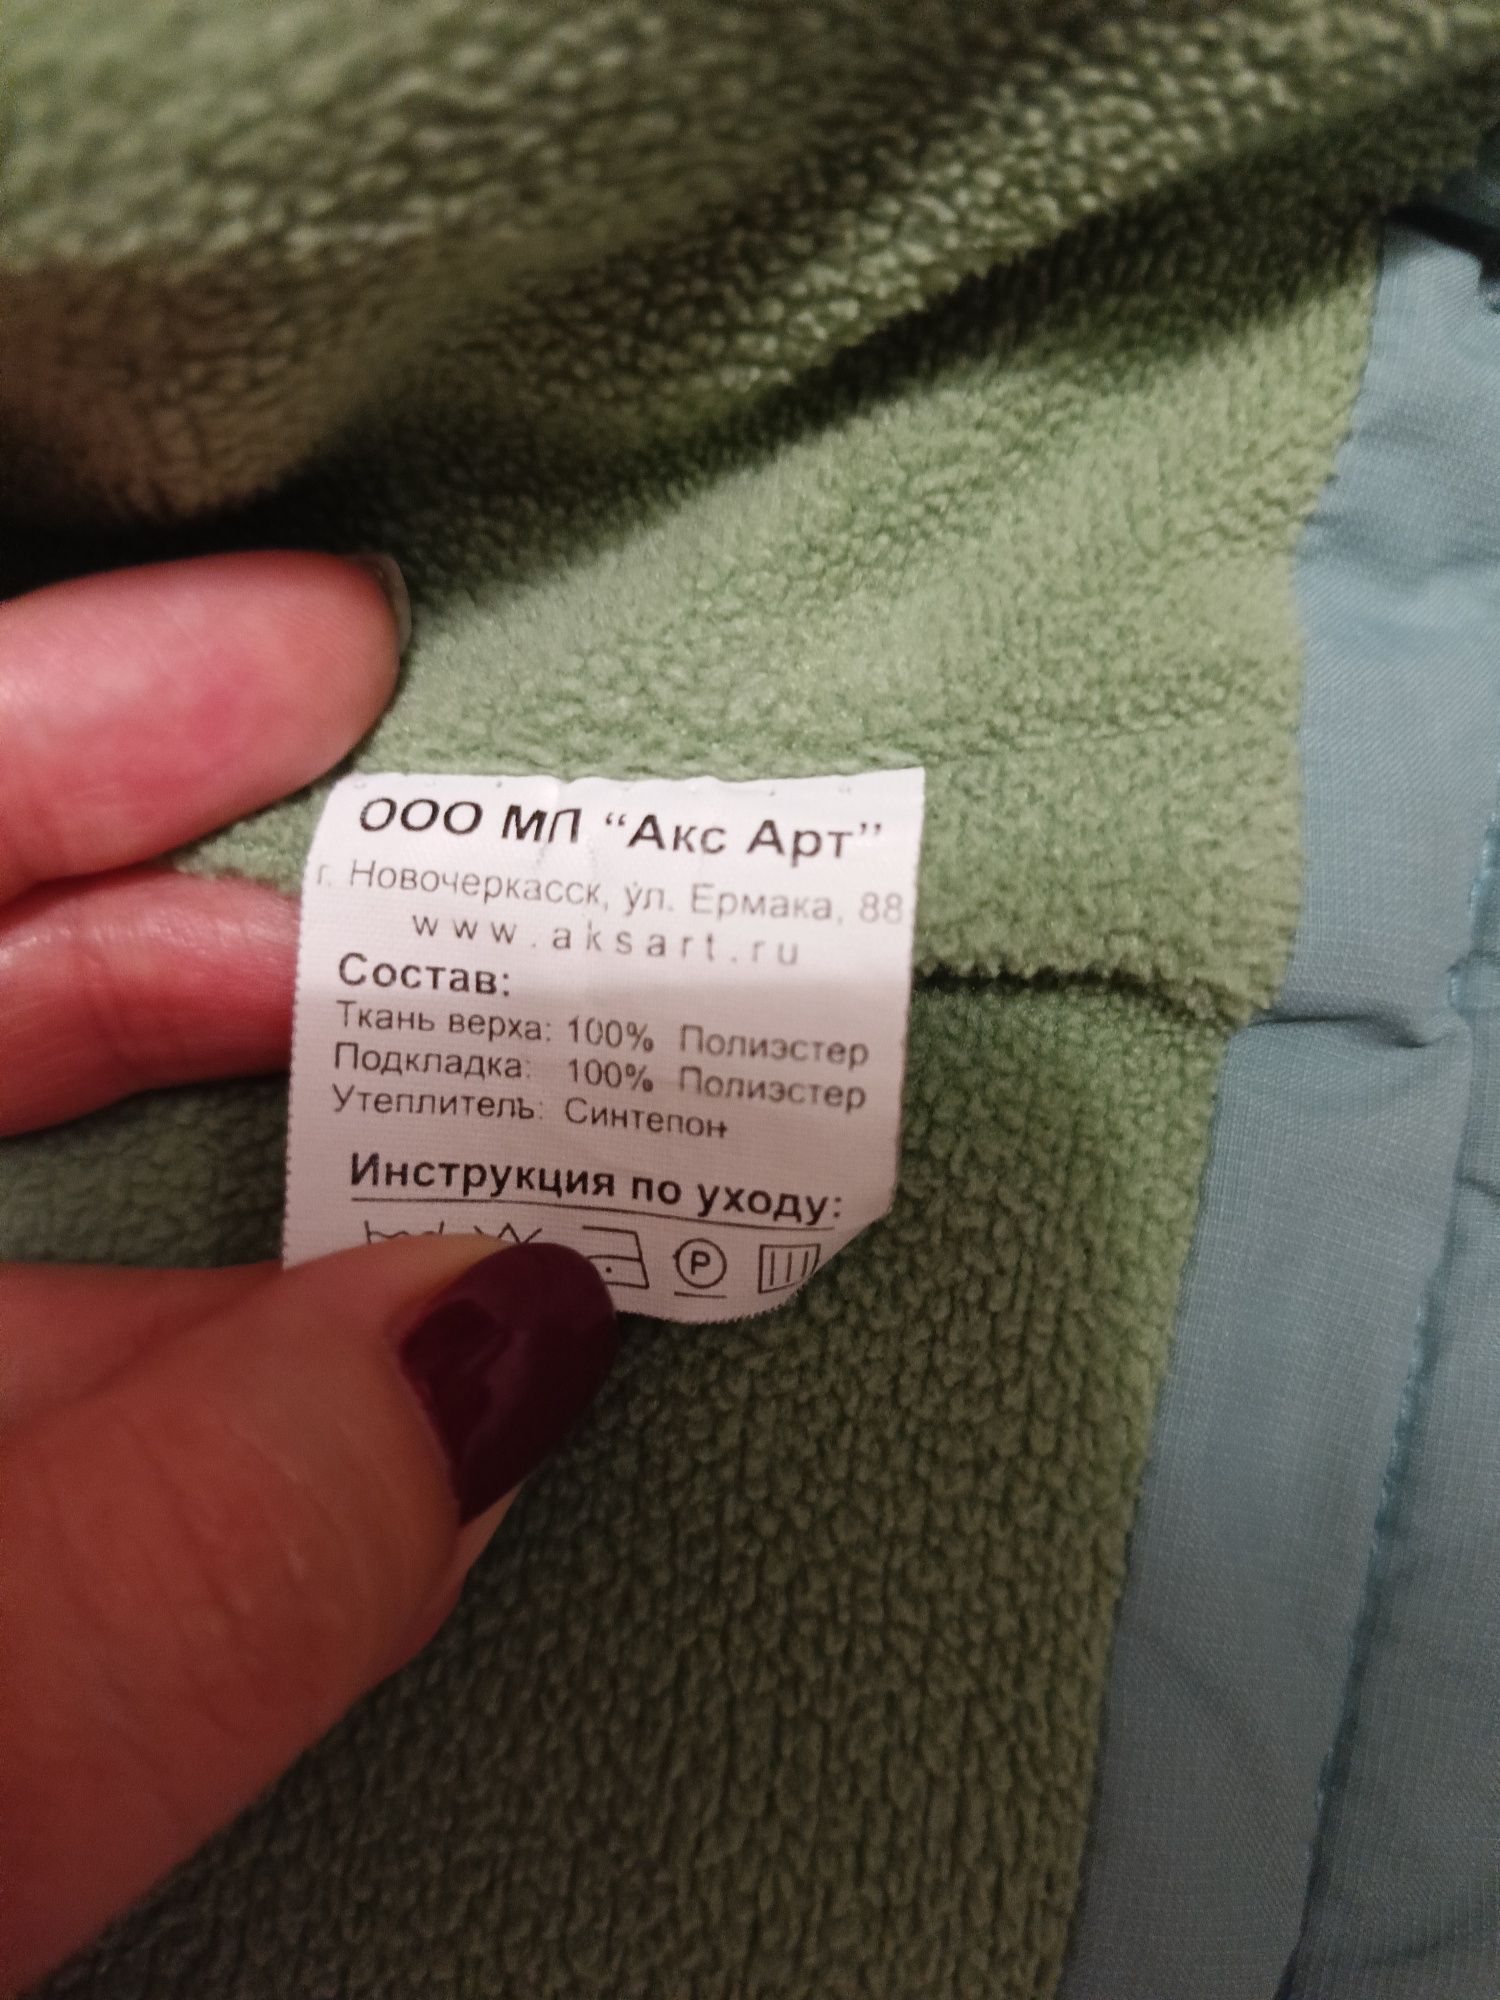 ООО МП “Акс Арт”
г. Новочеркасск, ул. Ермака, 88
www.aksart.ru
Состав:
Ткань верха: 100% Полиэстер
Подкладка: 100% Полиэстер
Утеплитель: Синтепон
Инструкция по уходу:
P